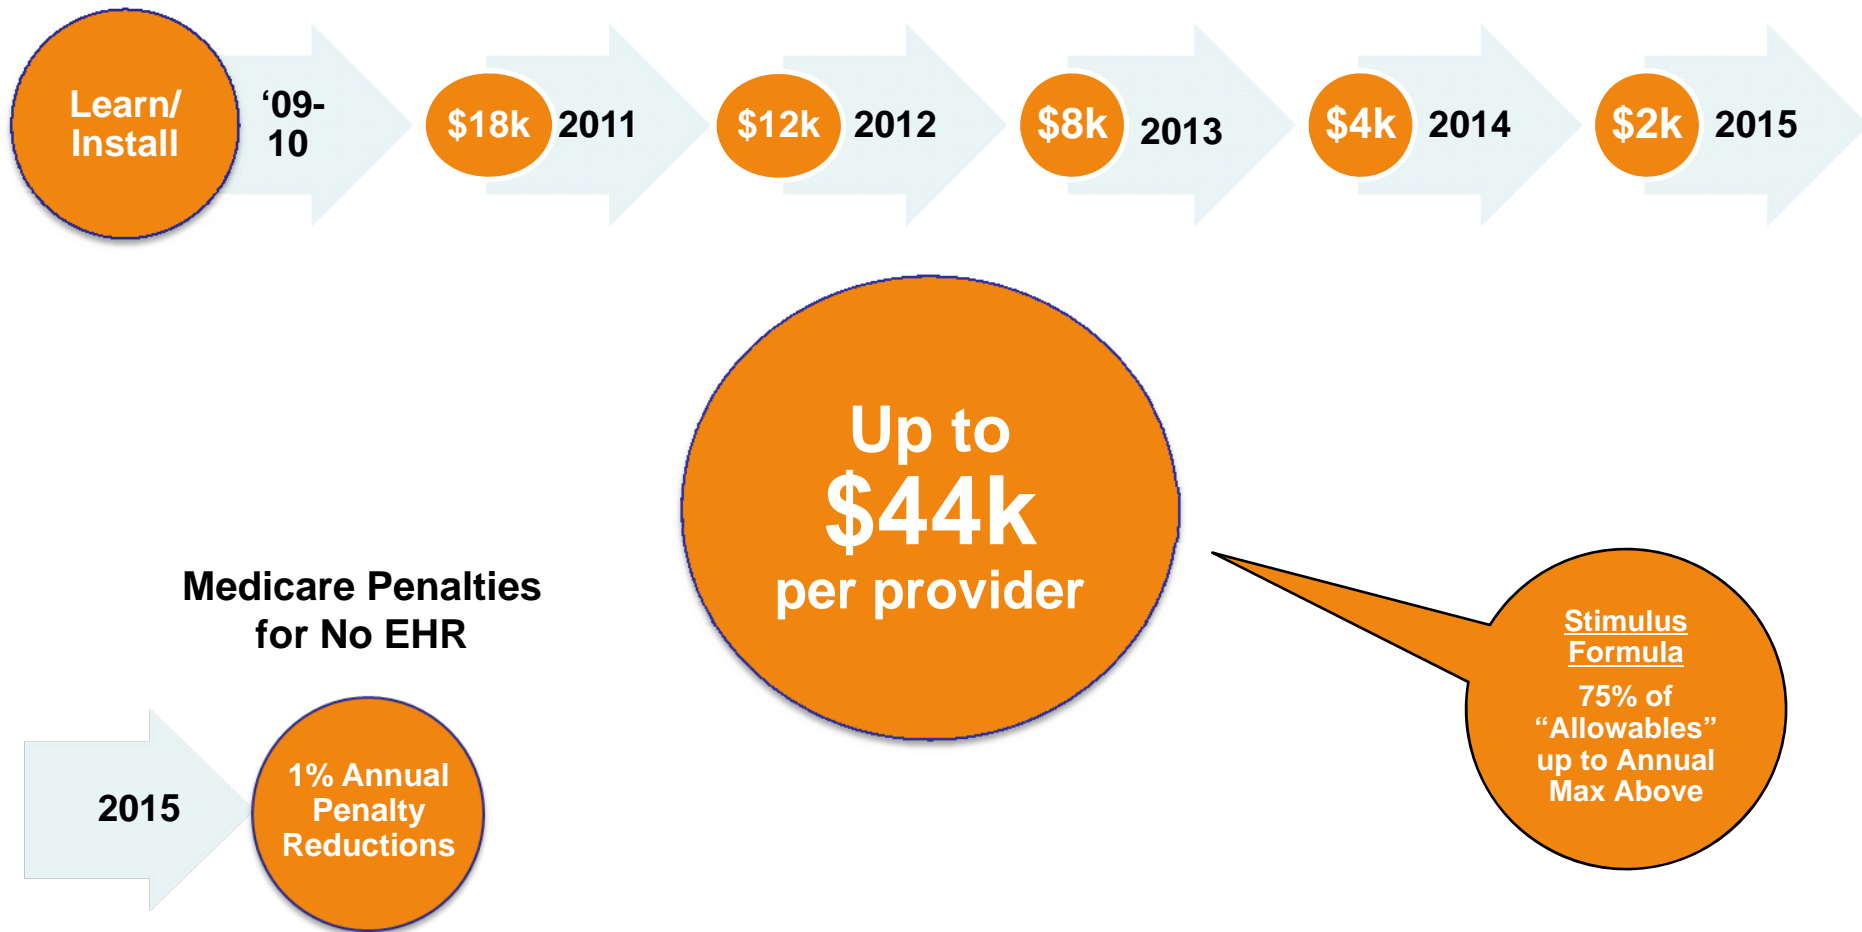 Learn/
Install
‘09-
10
$18k
2011
$12k
2012
$8k
2013
$4k
2014
$2k
2015
Up to
$44k
per provider
Medicare Penalties
for No EHR
2015
1% Annual
Penalty
Reductions
Stimulus
Formula
75% of
“Allowables”
up to Annual
Max Above